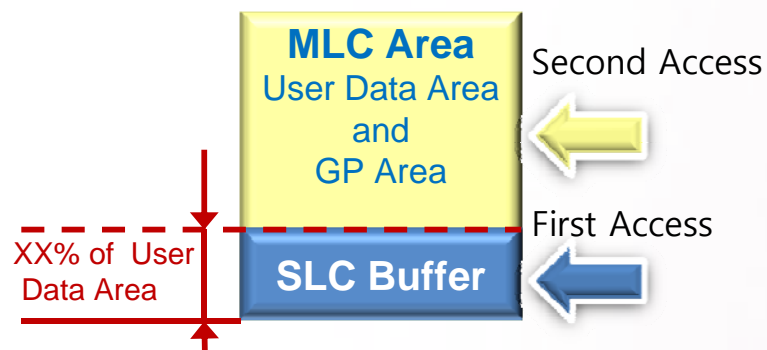 MLC Area
User Data Area
and
GP Area
Second Access
First Access
XX% of User
Data Area
SLC Buffer